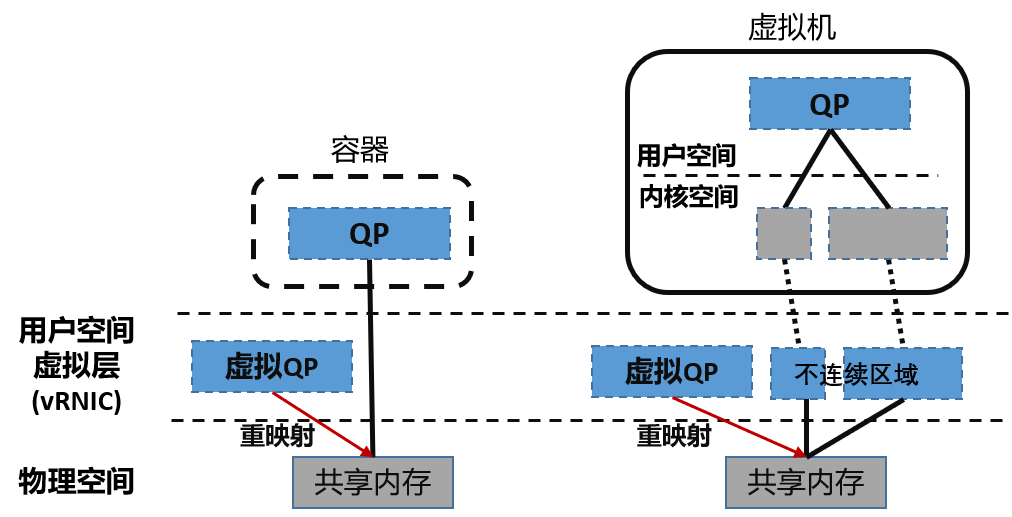 虚拟机
QP
用户空间
内核空间
容器
QP
用户空间
虚拟层
(vRNIC)
虚拟QP
虚拟QP
不连续区域
重映射
重映射
物理空间
共享内存
共享内存